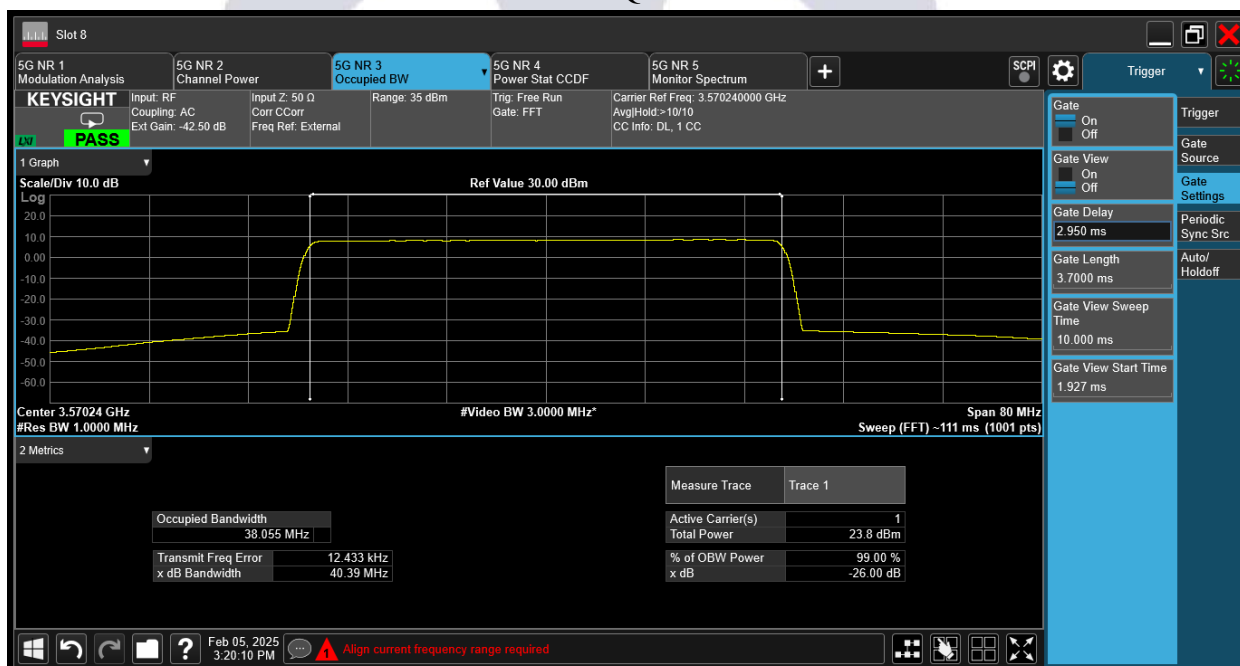 Slot 8
5G NR 1
Modulation Analysis
5G NR 2
Channel Power
5G NR 3
Occupied BW
5G NR 4
Power Stat CCDF
5G NR 5
Monitor Spectrum
+
SCPI
Trigger
KEYSIGHT
LXI
PASS
Input: RF
Coupling: AC
Ext Gain: -42.50 dB
Input Z: 50 Ω
Corr CCorr
Freq Ref: External
Range: 35 dBm
Trig: Free Run
Gate: FFT
Carrier Ref Freq: 3.570240000 GHz
Avg|Hold:>10/10
CC Info: DL, 1 CC
1 Graph
Scale/Div 10.0 dB
Ref Value 30.00 dBm
Log
20.0
10.0
0.00
-10.0
-20.0
-30.0
-40.0
-50.0
-60.0
Center 3.57024 GHz
#Video BW 3.0000 MHz*
Span 80 MHz
#Res BW 1.0000 MHz
Sweep (FFT) ~111 ms (1001 pts)
2 Metrics
Measure Trace Trace 1
Occupied Bandwidth
38.055 MHz
Transmit Freq Error 12.433 kHz
x dB Bandwidth 40.39 MHz
Active Carrier(s) 1
Total Power 23.8 dBm
% of OBW Power 99.00 %
x dB -26.00 dB
Gate
On
Off
Gate View
On
Off
Gate Delay
2.950 ms
Gate Length
3.7000 ms
Gate View Sweep
Time
10.000 ms
Gate View Start Time
1.927 ms
Trigger
Gate
Source
Gate
Settings
Periodic
Sync Src
Auto/
Holdoff
?
Feb 05, 2025
3:20:10 PM
1
Align current frequency range required